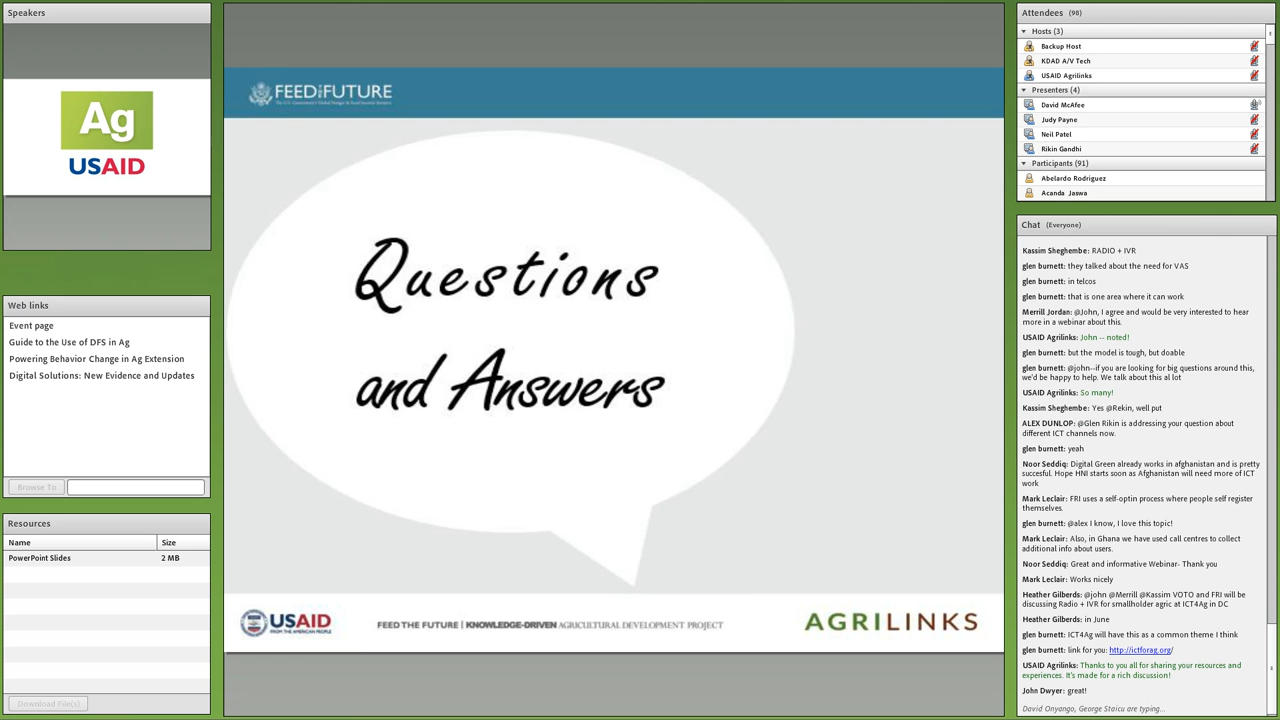 Speakers
Ag
USAID
Web links
Event page
Guide to the Use of DFS in Ag
Powering Behavior Change in Ag Extension
Digital Solutions: New Evidence and Updates
Browse To
Resources
Name Size
PowerPoint Slides 2 MB
Download File(s)
FEED THE FUTURE
The U.S. Government's Global Hunger & Food Security Initiative
Questions
and Answers
USAID
FROM THE AMERICAN PEOPLE
FEED THE FUTURE | KNOWLEDGE-DRIVEN AGRICULTURAL DEVELOPMENT PROJECT
AGRILINKS
Attendees (98)
Hosts (3)
Backup Host
KDAD A/V Tech
USAID Agrilinks
Presenters (4)
David McAfee
Judy Payne
Neil Patel
Rikin Gandhi
Participants (91)
Abelardo Rodriguez
Acanda Jaswa
Chat (Everyone)
Kassim Sheghembe: RADIO + IVR
glen burnett: they talked about the need for VAS
glen burnett: in telcos
glen burnett: that is one area where it can work
Merrill Jordan: @John, I agree and would be very interested to hear
more in a webinar about this.
USAID Agrilinks: John -- noted!
glen burnett: but the model is tough, but doable
glen burnett: @john--if you are looking for big questions around this,
we'd be happy to help. We talk about this al lot
USAID Agrilinks: So many!
Kassim Sheghembe: Yes @Rekin, well put
ALEX DUNLOP: @Glen Rikin is addressing your question about
different ICT channels now.
glen burnett: yeah
Noor Seddiq: Digital Green already works in afghanistan and is pretty
succesful. Hope HNI starts soon as Afghanistan will need more of ICT
work
Mark Leclair: FRI uses a self-optin process where people self register
themselves.
glen burnett: @alex I know, I love this topic!
Mark Leclair: Also, in Ghana we have used call centres to collect
additional info about users.
Noor Seddiq: Great and informative Webinar- Thank you
Mark Leclair: Works nicely
Heather Gilberds: @john @Merrill @Kassim VOTO and FRI will be
discussing Radio + IVR for smallholder agric at ICT4Ag in DC
Heather Gilberds: in June
glen burnett: ICT4Ag will have this as a common theme I think
glen burnett: link for you: http://ictforag.org/
USAID Agrilinks: Thanks to you all for sharing your resources and
experiences. It's made for a rich discussion!
John Dwyer: great!
David Onyango, George Staicu are typing...